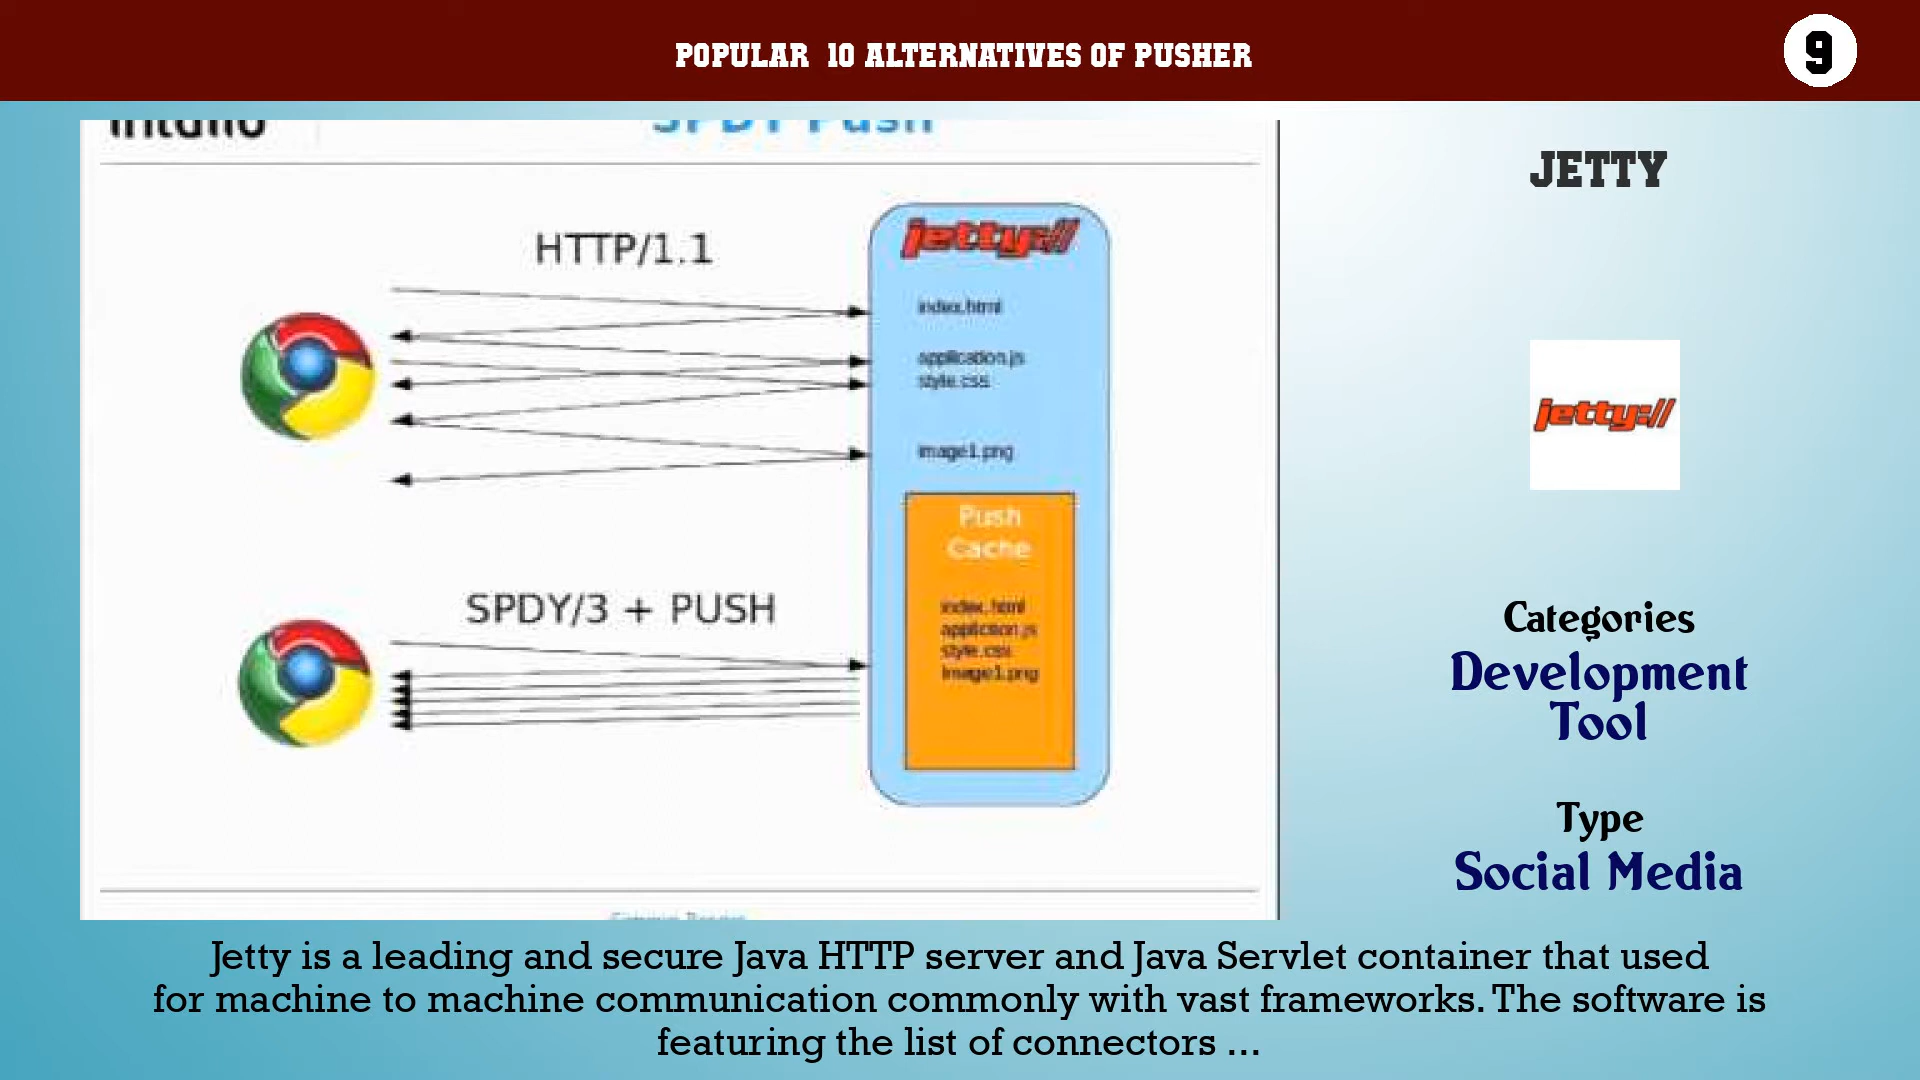 POPULAR 10 ALTERNATIVES OF PUSHER
9
SPDY Push
HTTP/1.1
jetty://
index.html
application.js
style.css
image1.png
Push
Cache
SPDY/3 + PUSH
index. html
application.js
style.css
image1.png
JETTY
jetty://
Categories
Development
Tool
Type
Social Media
Jetty is a leading and secure Java HTTP server and Java Servlet container that used
for machine to machine communication commonly with vast frameworks. The software is
featuring the list of connectors ...